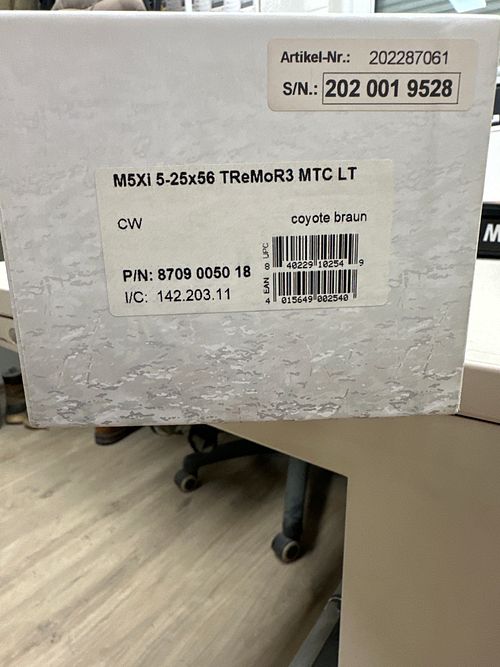 Artikel-Nr.: 202287061
S/N.: 202 001 9528
M5Xi 5-25x56 TReMoR3 MTC LT
CW coyote braun
P/N: 8709 0050 18
I/C: 142.203.11
UPC
8 40229 10254 9
EAN
4 015649 002540
M